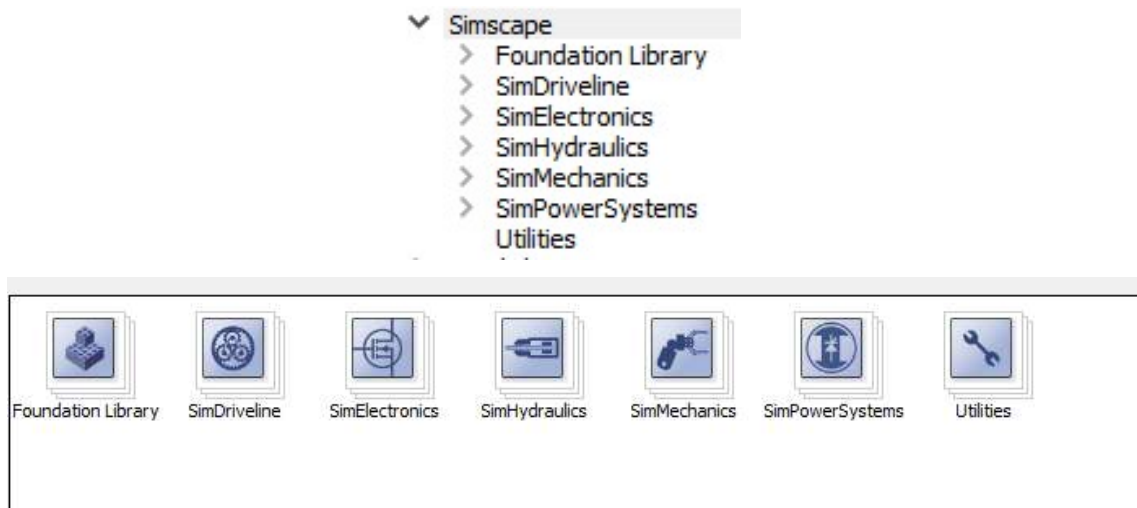 Simscape
Foundation Library
SimDriveline
SimElectronics
SimHydraulics
SimMechanics
SimPowerSystems
Utilities
Foundation Library SimDriveline SimElectronics SimHydraulics SimMechanics SimPowerSystems Utilities